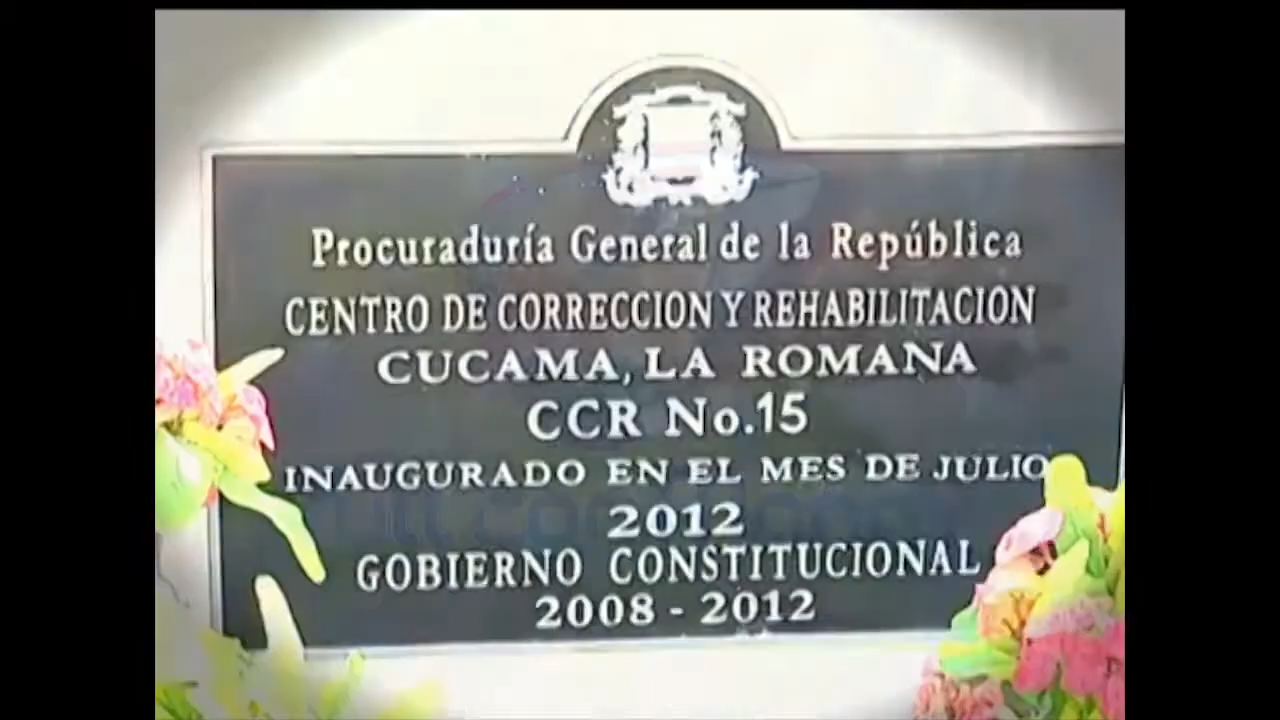 Procuraduría General de la República
CENTRO DE CORRECCION Y REHABILITACION
CUCAMA, LA ROMANA
CCR No.15
INAUGURADO EN EL MES DE JULIO
2012
GOBIERNO CONSTITUCIONAL
2008 - 2012